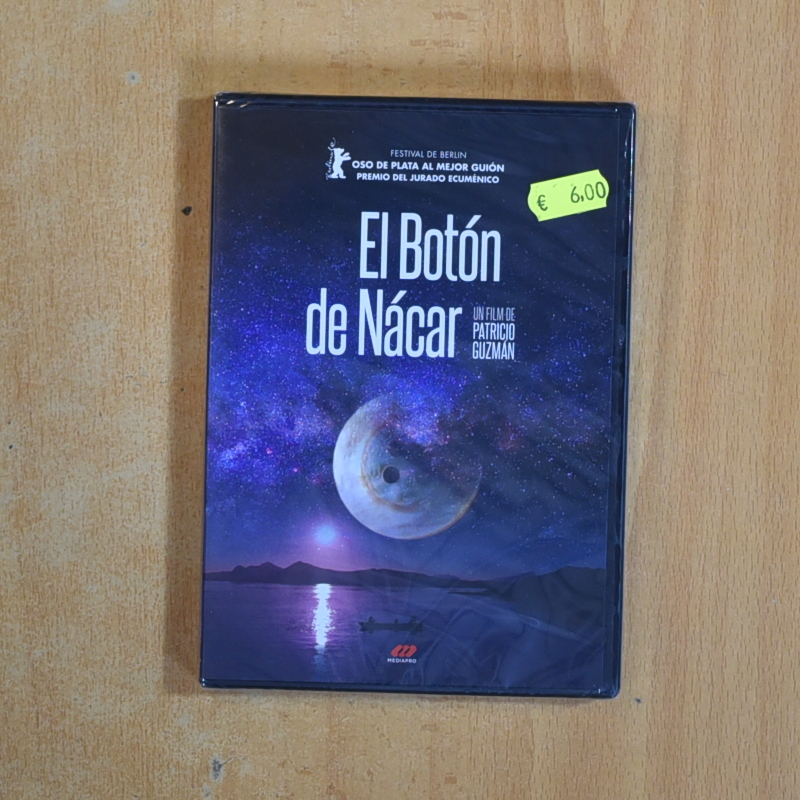 FESTIVAL DE BERLIN
OSO DE PLATA AL MEJOR GUIÓN
PREMIO DEL JURADO ECUMÉNICO
€ 6,00
El Botón
de Nácar
UN FILM DE
PATRICIO
GUZMÁN
MEDIAPRO